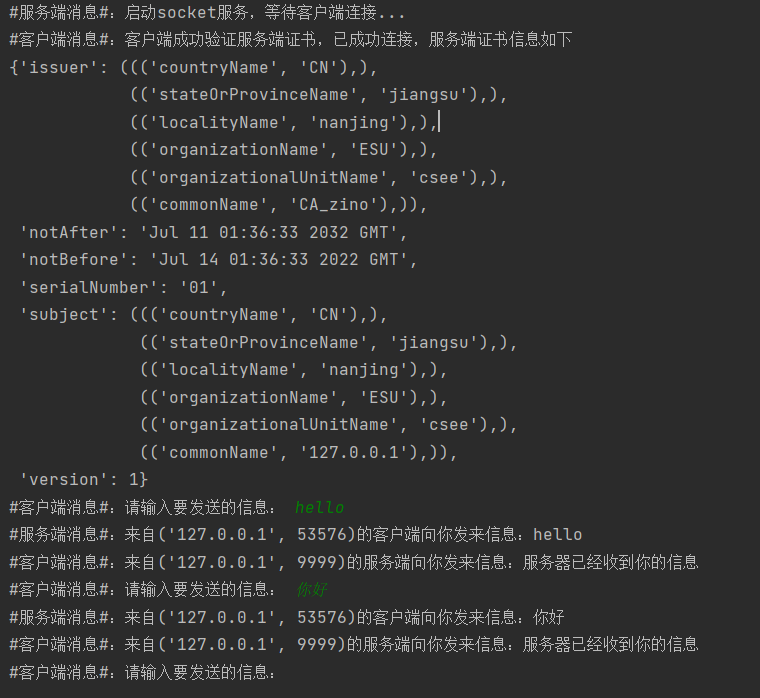 #服务端消息#：启动socket服务，等待客户端连接...
#客户端消息#：客户端成功验证服务端证书，已成功连接，服务端证书信息如下
{'issuer': ((('countryName', 'CN'),),
            (('stateOrProvinceName', 'jiangsu'),),
            (('localityName', 'nanjing'),),
            (('organizationName', 'ESU'),),
            (('organizationalUnitName', 'csee'),),
            (('commonName', 'CA_zino'),)),
 'notAfter': 'Jul 11 01:36:33 2032 GMT',
 'notBefore': 'Jul 14 01:36:33 2022 GMT',
 'serialNumber': '01',
 'subject': ((('countryName', 'CN'),),
             (('stateOrProvinceName', 'jiangsu'),),
             (('localityName', 'nanjing'),),
             (('organizationName', 'ESU'),),
             (('organizationalUnitName', 'csee'),),
             (('commonName', '127.0.0.1'),)),
 'version': 1}
#客户端消息#：请输入要发送的信息： hello
#服务端消息#：来自('127.0.0.1', 53576)的客户端向你发来信息：hello
#客户端消息#：来自('127.0.0.1', 9999)的服务端向你发来信息：服务器已经收到你的信息
#客户端消息#：请输入要发送的信息： 你好
#服务端消息#：来自('127.0.0.1', 53576)的客户端向你发来信息：你好
#客户端消息#：来自('127.0.0.1', 9999)的服务端向你发来信息：服务器已经收到你的信息
#客户端消息#：请输入要发送的信息：